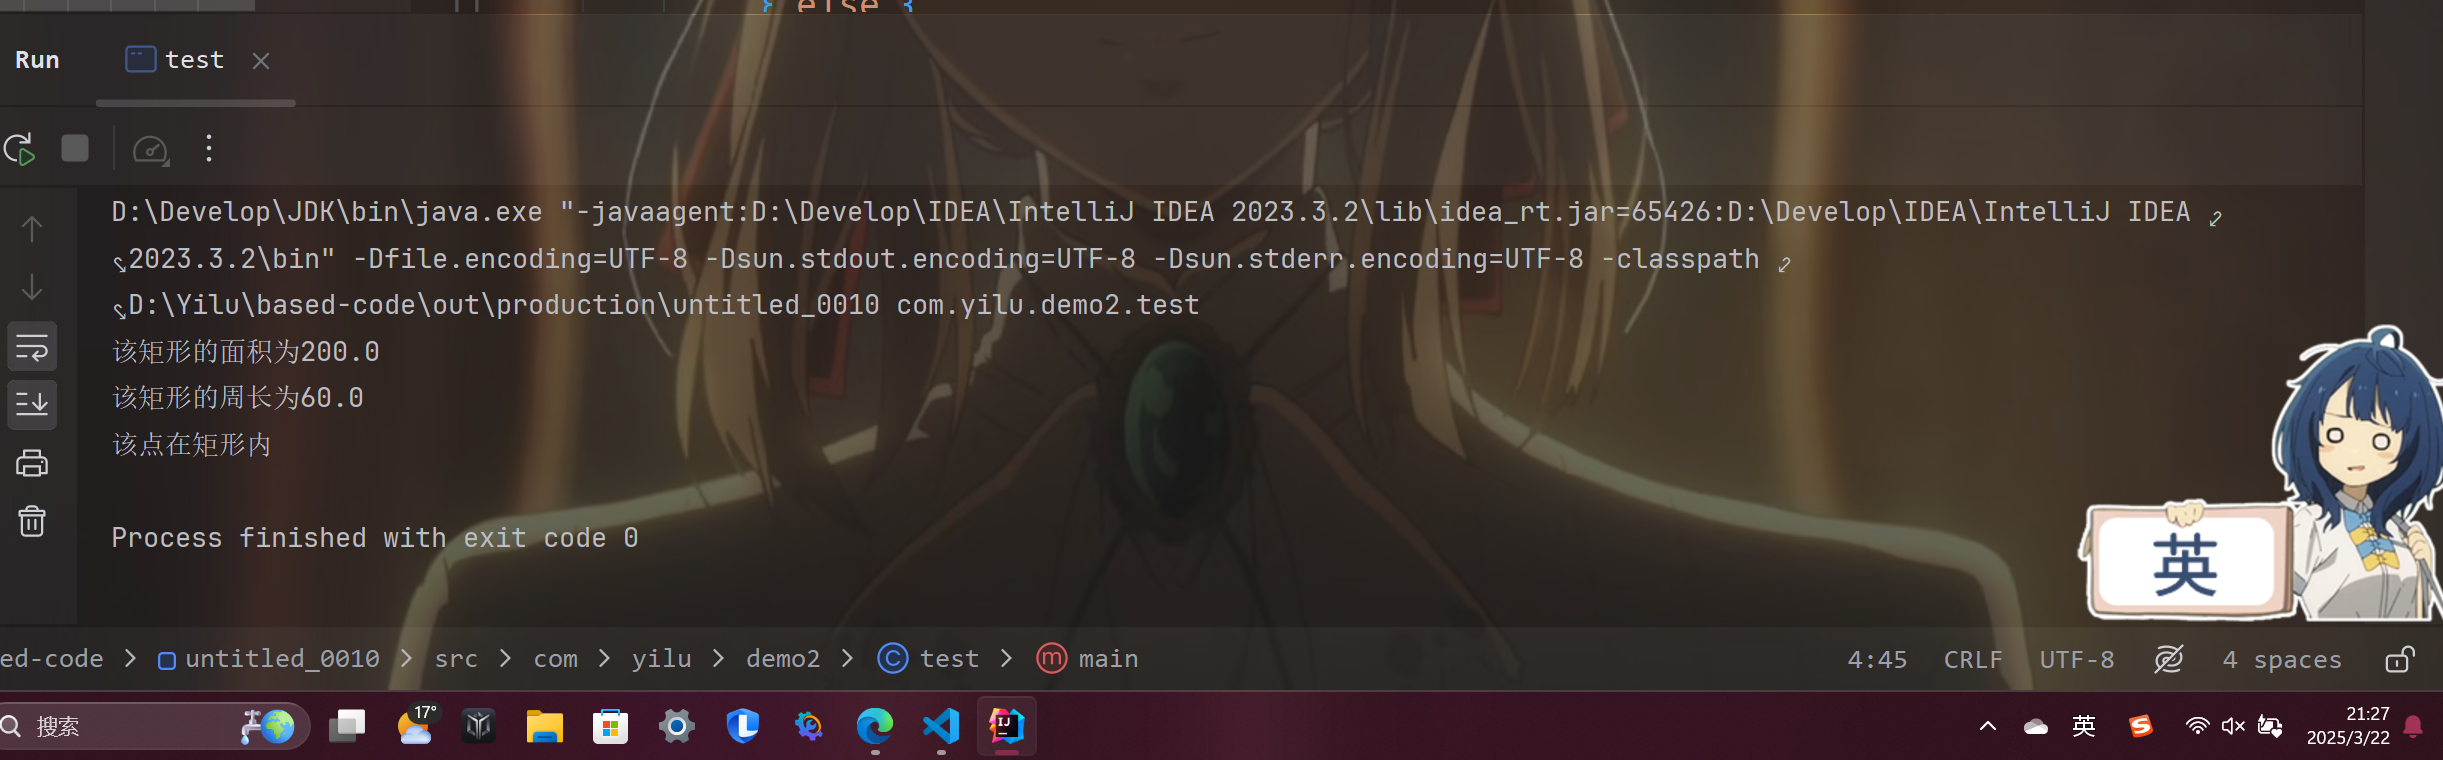 } else {
Run test
D:\Develop\JDK\bin\java.exe "-javaagent:D:\Develop\IDEA\IntelliJ IDEA 2023.3.2\lib\idea_rt.jar=65426:D:\Develop\IDEA\IntelliJ IDEA
2023.3.2\bin" -Dfile.encoding=UTF-8 -Dsun.stdout.encoding=UTF-8 -Dsun.stderr.encoding=UTF-8 -classpath
D:\Yilu\based-code\out\production\untitled_0010 com.yilu.demo2.test
该矩形的面积为200.0
该矩形的周长为60.0
该点在矩形内
Process finished with exit code 0
英
ed-code > untitled_0010 > src > com > yilu > demo2 > C test > m main 4:45 CRLF UTF-8 4 spaces
搜索 17° IJ 英 S 21:27
2025/3/22